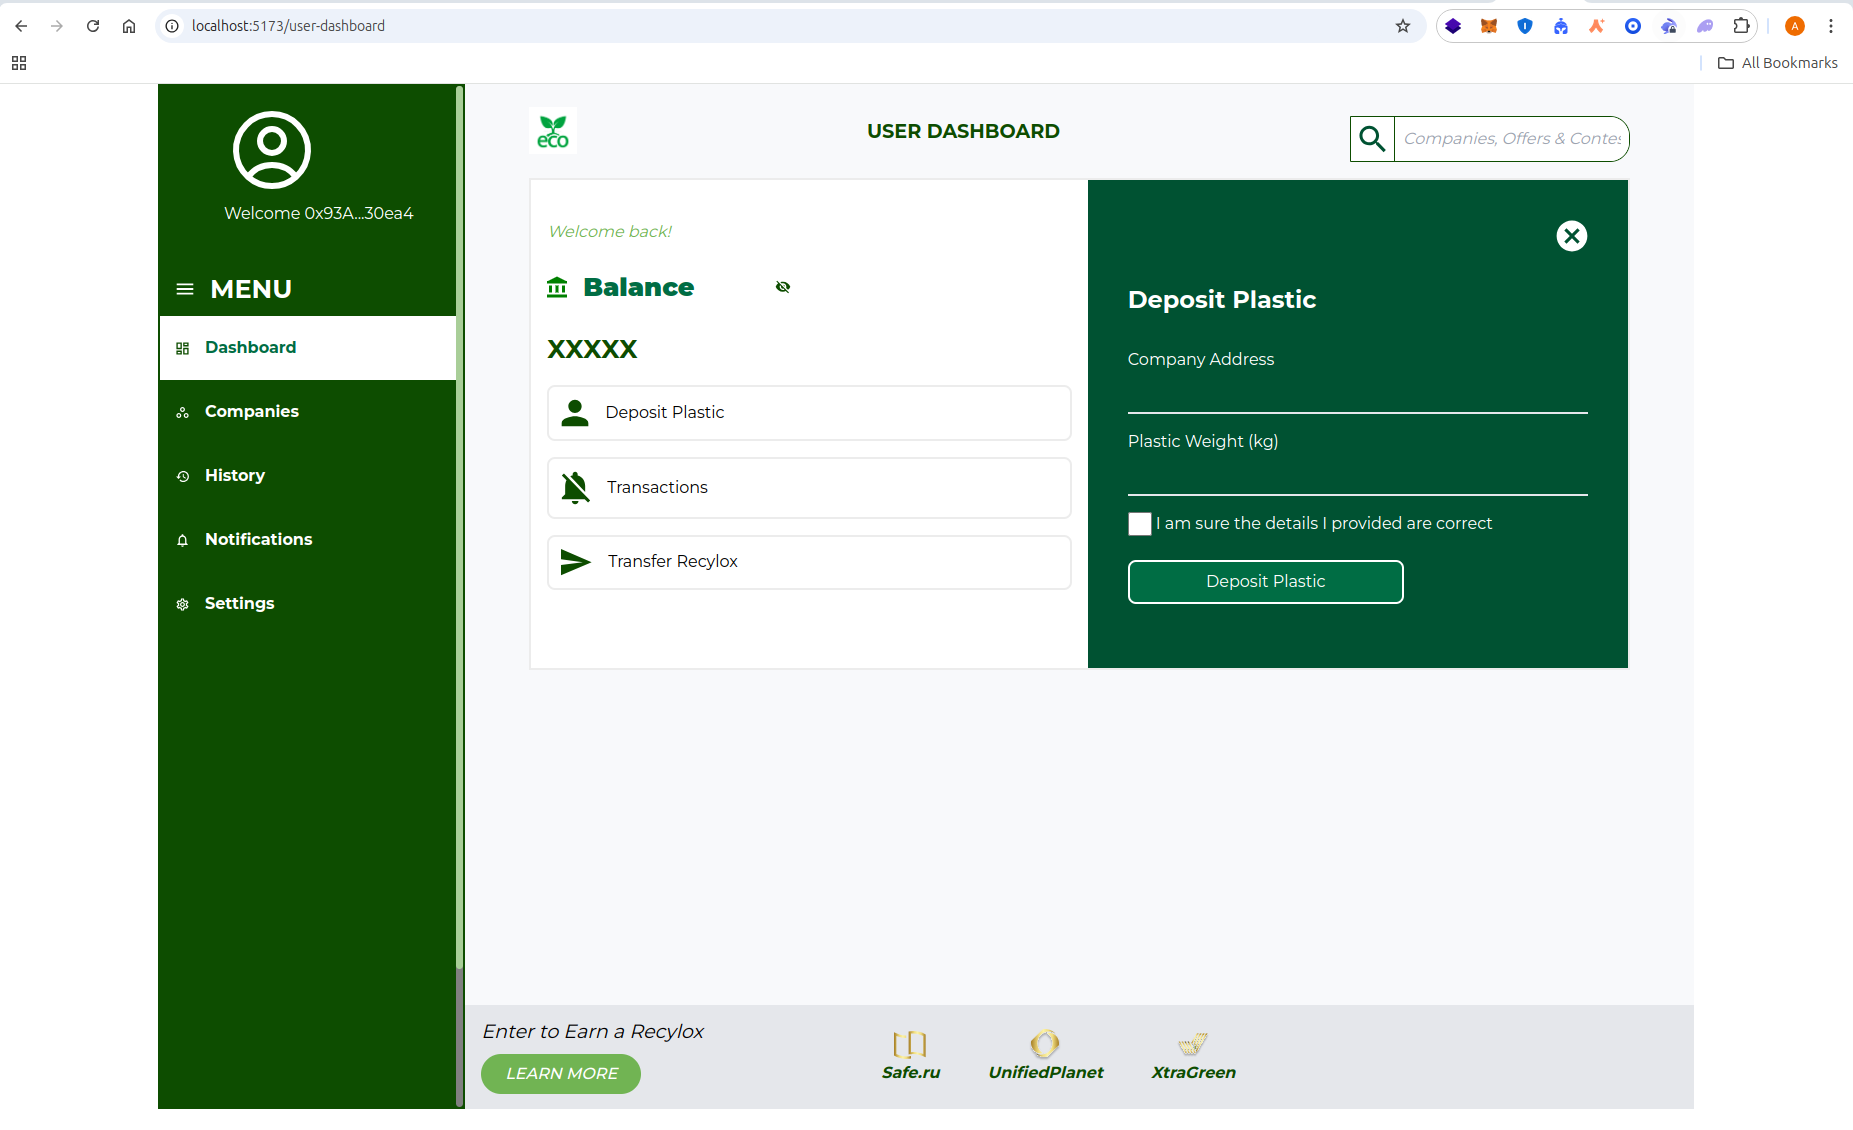 localhost:5173/user-dashboard
A
All Bookmarks
Welcome 0x93A...30ea4
MENU
Dashboard
Companies
History
Notifications
Settings
eco
USER DASHBOARD
Companies, Offers & Contes
Welcome back!
Balance
XXXXX
Deposit Plastic
Transactions
Transfer Recylox
Deposit Plastic
Company Address
Plastic Weight (kg)
I am sure the details I provided are correct
Deposit Plastic
Enter to Earn a Recylox
LEARN MORE
Safe.ru
UnifiedPlanet
XtraGreen